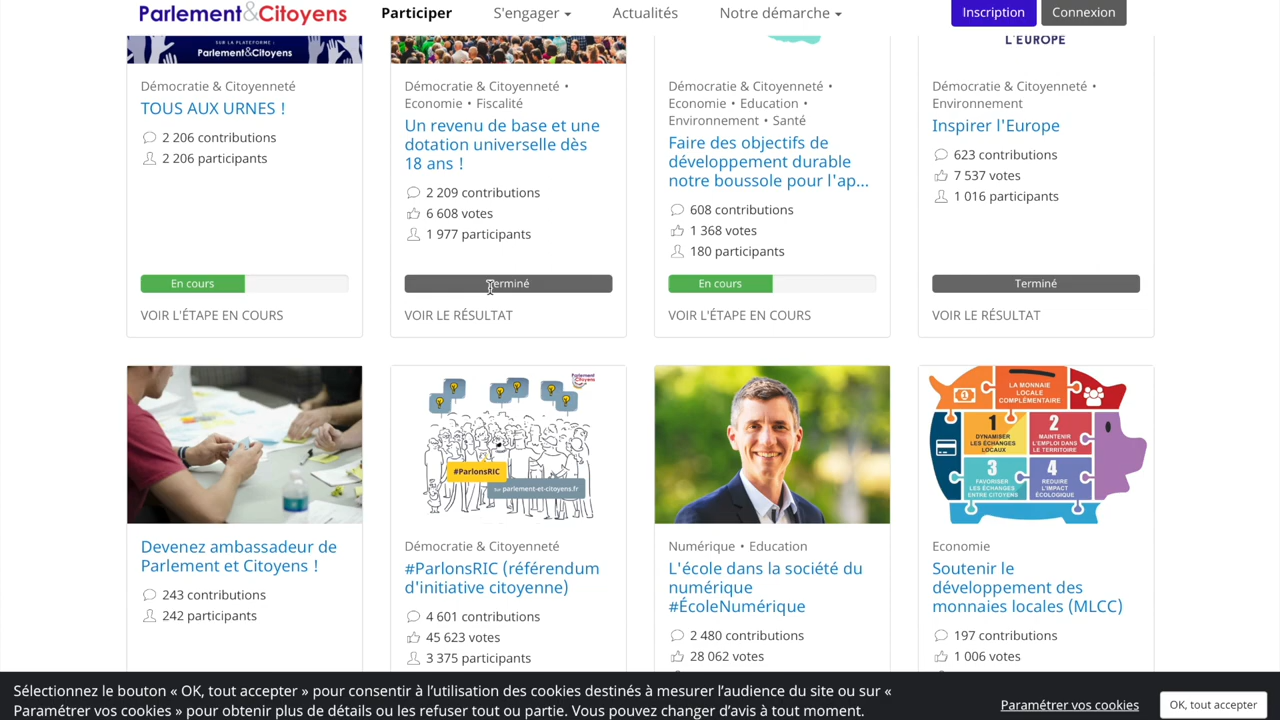 Parlement&Citoyens
Participer
S'engager
Actualités
Notre démarche
Inscription
Connexion
SUR LA PLATEFORME :
Parlement&Citoyens
L'EUROPE
Démocratie & Citoyenneté
TOUS AUX URNES !
2 206 contributions
2 206 participants
En cours
VOIR L'ÉTAPE EN COURS
Démocratie & Citoyenneté •
Economie • Fiscalité
Un revenu de base et une
dotation universelle dès
18 ans !
2 209 contributions
6 608 votes
1 977 participants
Terminé
VOIR LE RÉSULTAT
Démocratie & Citoyenneté •
Economie • Education •
Environnement • Santé
Faire des objectifs de
développement durable
notre boussole pour l'ap...
608 contributions
1 368 votes
180 participants
En cours
VOIR L'ÉTAPE EN COURS
Démocratie & Citoyenneté •
Environnement
Inspirer l'Europe
623 contributions
7 537 votes
1 016 participants
Terminé
VOIR LE RÉSULTAT
Devenez ambassadeur de
Parlement et Citoyens !
243 contributions
242 participants
Parlement
&Citoyens
#ParlonsRIC
sur parlement-et-citoyens.fr
Démocratie & Citoyenneté
#ParlonsRIC (référendum
d'initiative citoyenne)
4 601 contributions
45 623 votes
3 375 participants
Numérique • Education
L'école dans la société du
numérique
#ÉcoleNumérique
2 480 contributions
28 062 votes
LA MONNAIE
LOCALE
COMPLÉMENTAIRE
1
DYNAMISER
LES ÉCHANGES
LOCAUX
2
MAINTENIR
L'EMPLOI DANS
LE TERRITOIRE
3
FAVORISER
LES ÉCHANGES
ENTRE CITOYENS
4
REDUIRE
L'IMPACT
ÉCOLOGIQUE
Economie
Soutenir le
développement des
monnaies locales (MLCC)
197 contributions
1 006 votes
Sélectionnez le bouton « OK, tout accepter » pour consentir à l'utilisation des cookies destinés à mesurer l'audience du site ou sur «
Paramétrer vos cookies » pour obtenir plus de détails ou les refuser tout ou partie. Vous pouvez changer d'avis à tout moment.
Paramétrer vos cookies
OK, tout accepter